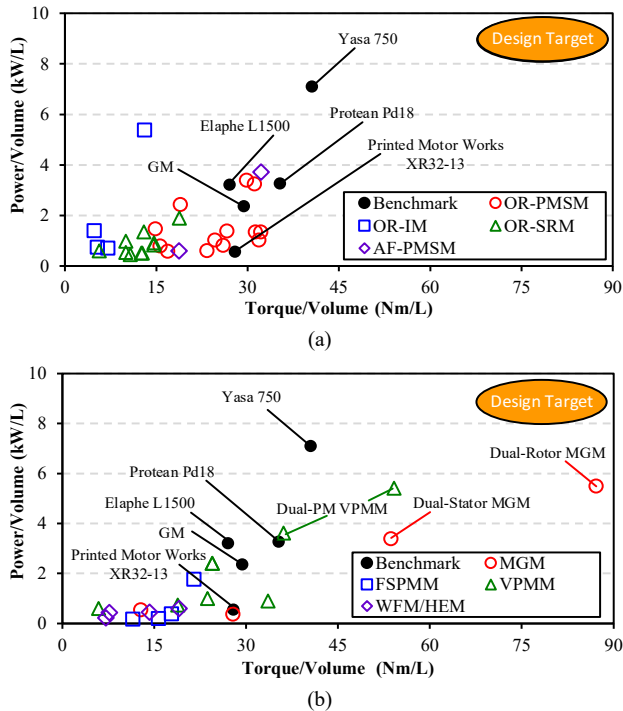 10
8
6
4
2
0
Power/Volume (kW/L)
Design Target
Yasa 750
Protean Pd18
Elaphe L1500
Printed Motor Works
XR32-13
GM
Benchmark
OR-PMSM
OR-IM
OR-SRM
AF-PMSM
0 15 30 45 60 75 90
Torque/Volume (Nm/L)
(a)
10
8
6
4
2
0
Power/Volume (kW/L)
Design Target
Yasa 750
Dual-Rotor MGM
Protean Pd18
Elaphe L1500
Dual-PM VPMM
Dual-Stator MGM
GM
Printed Motor Works
XR32-13
Benchmark
MGM
FSPMM
VPMM
WFM/HEM
0 15 30 45 60 75 90
Torque/Volume (Nm/L)
(b)